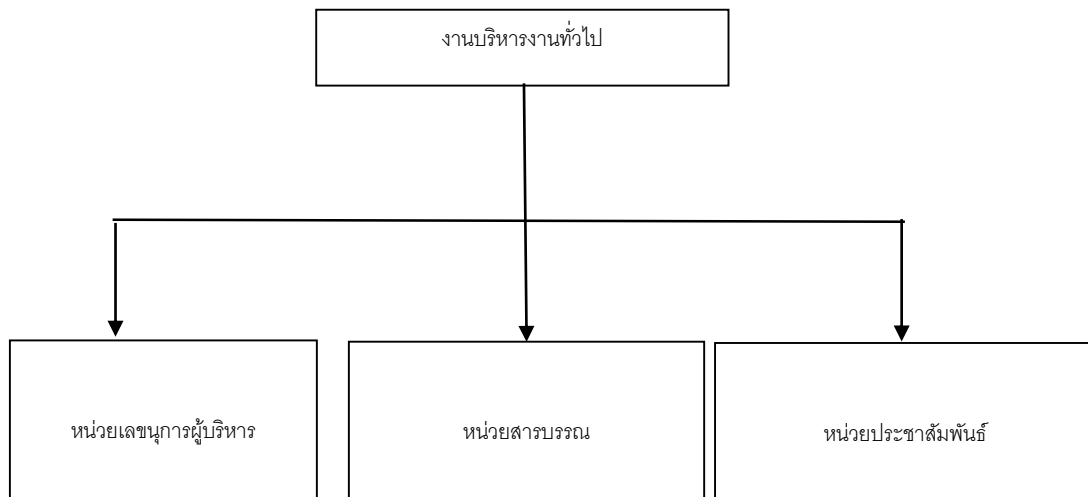 งานบริหารงานทั่วไป
หน่วยเลขนุการผู้บริหาร
หน่วยสารบรรณ
หน่วยประชาสัมพันธ์